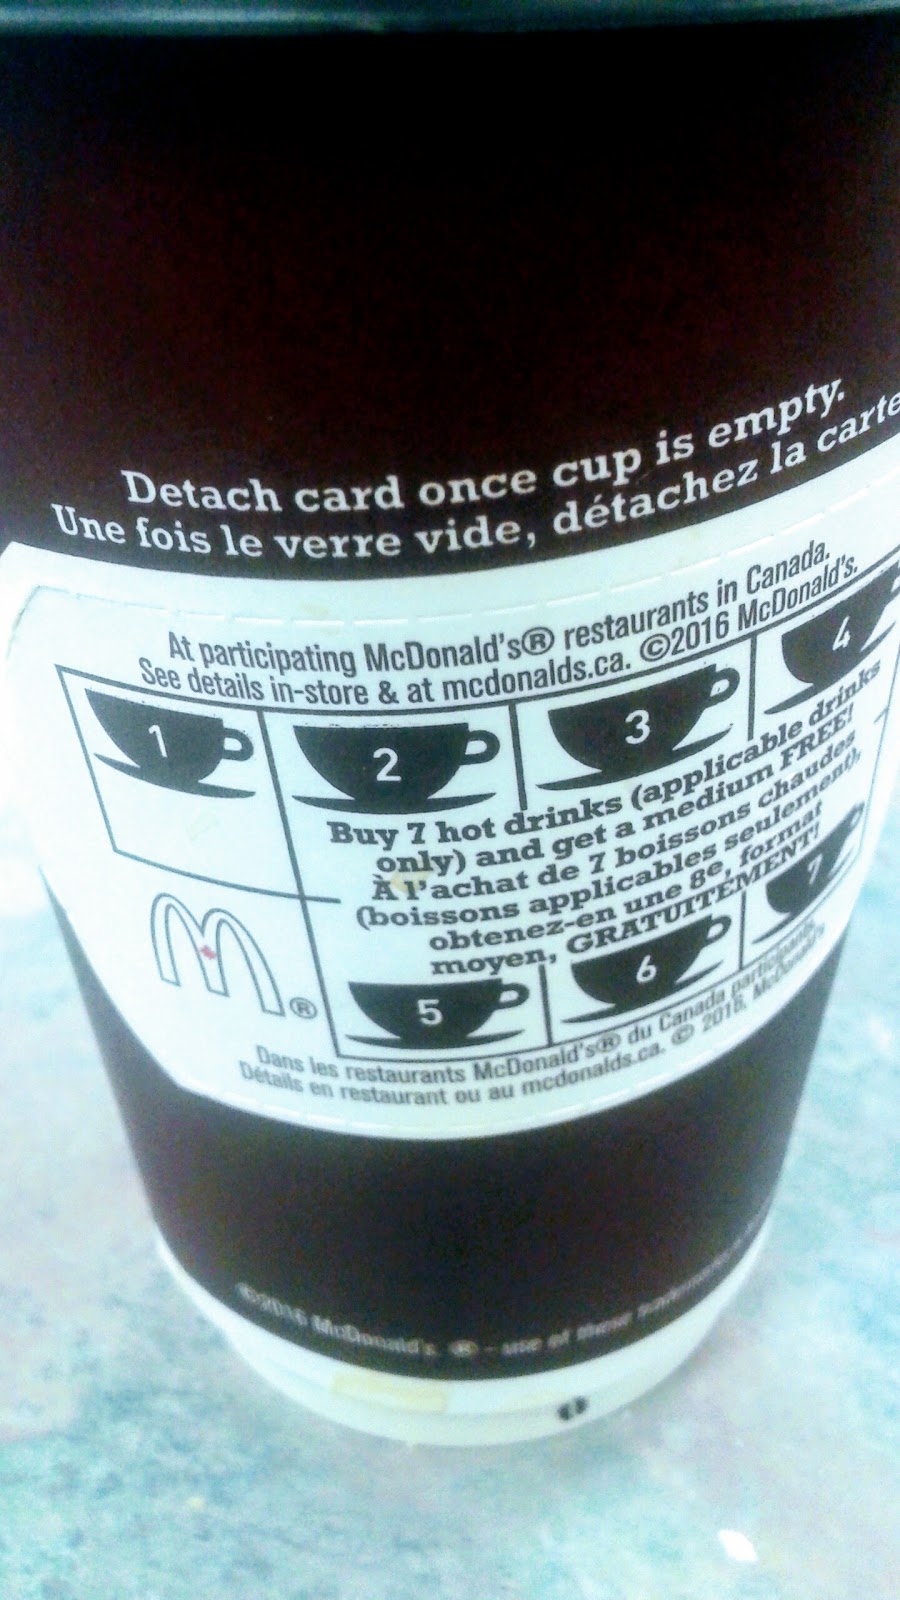 Detach card once cup is empty.
Une fois le verre vide, détachez la carte
At participating McDonald's® restaurants in Canada.
See details in-store & at mcdonalds.ca. ©2016 McDonald's.
1 2 3 4
Buy 7 hot drinks (applicable drinks
only) and get a medium FREE!
À l'achat de 7 boissons chaudes
(boissons applicables seulement),
obtenez-en une 8e, format
moyen, GRATUITEMENT!
5 6 7
®
Dans les restaurants McDonald's® du Canada participants.
Détails en restaurant ou au mcdonalds.ca. © 2016, McDonald's
©2016 McDonald's ® - use of these